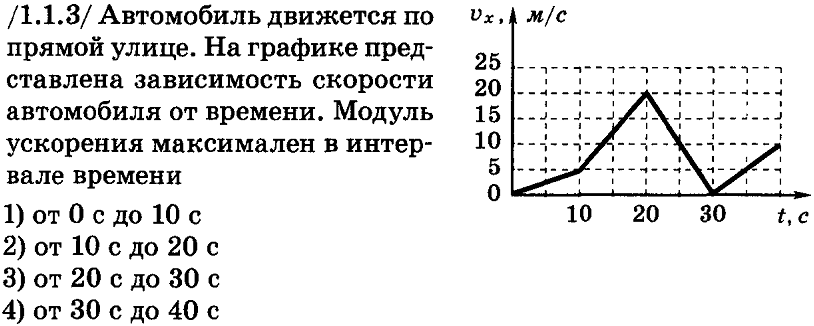 /1.1.3/ Автомобиль движется по
прямой улице. На графике пред-
ставлена зависимость скорости
автомобиля от времени. Модуль
ускорения максимален в интер-
вале времени
1) от 0 с до 10 с
2) от 10 с до 20 с
3) от 20 с до 30 с
4) от 30 с до 40 с
υx, м/с
25
20
15
10
5
0
10 20 30 t, с